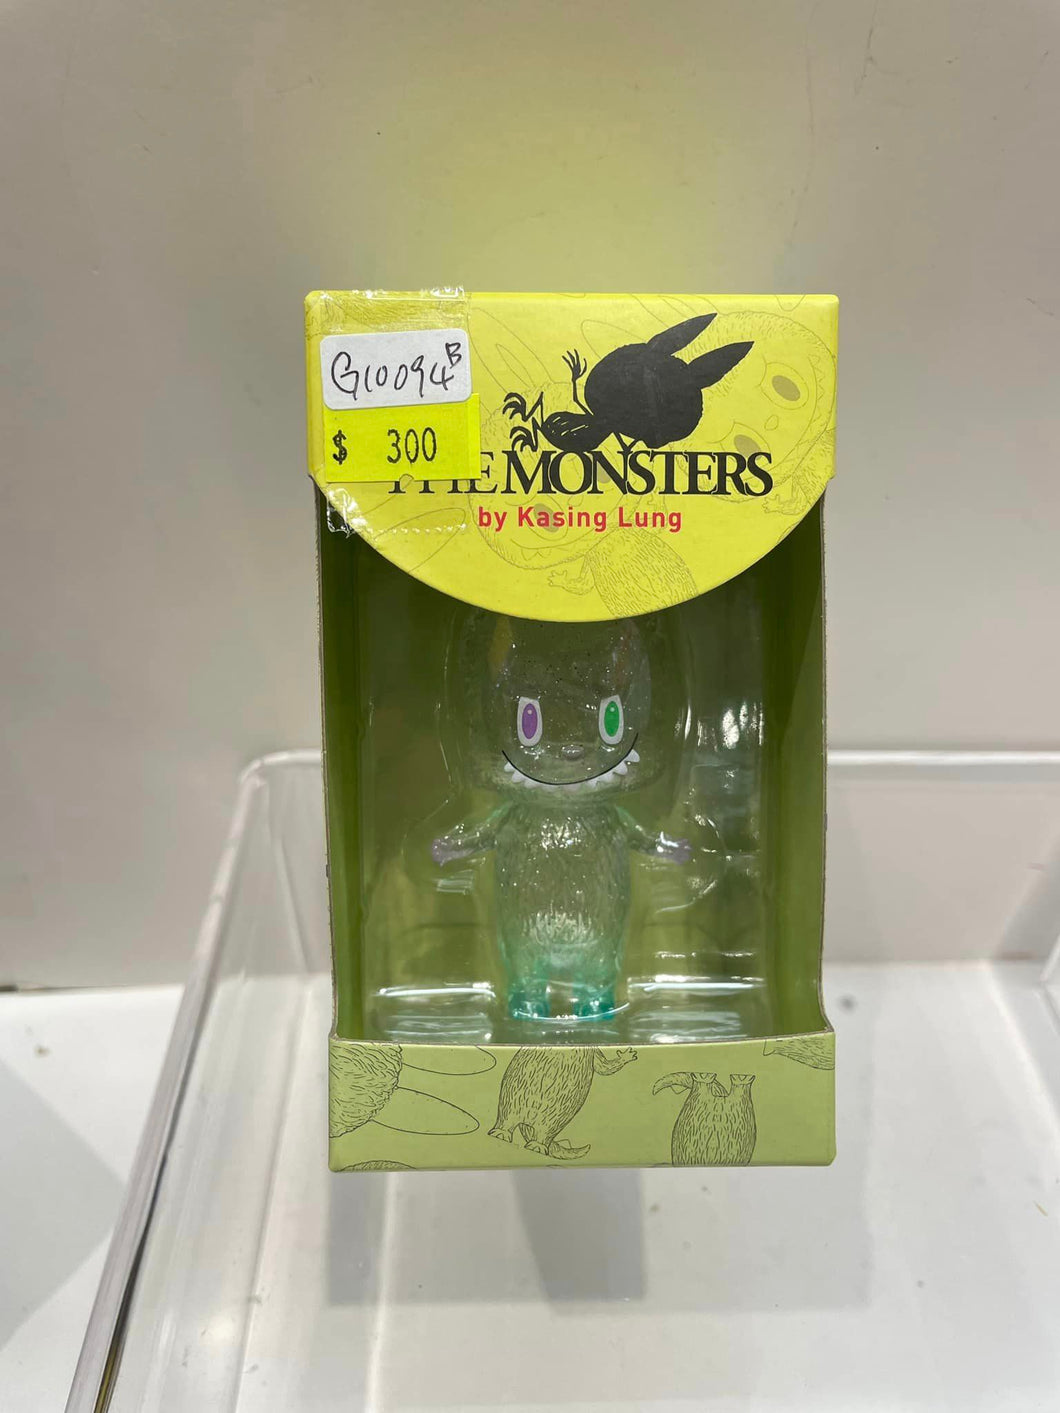 G10094B
$ 300
THE MONSTERS
by Kasing Lung